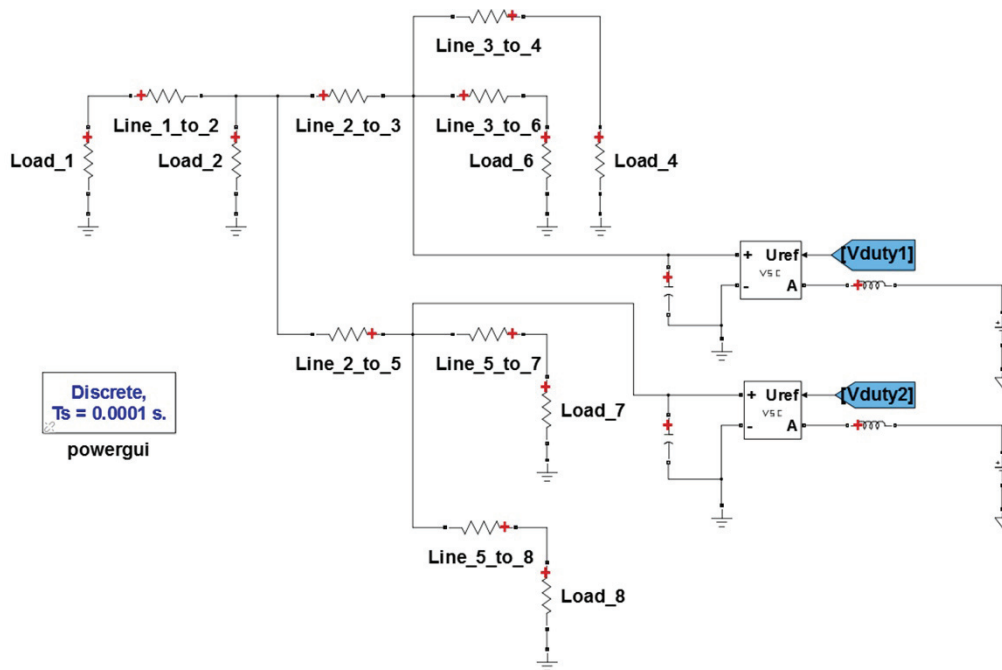 Line_3_to_4
Line_1_to_2
Line_2_to_3
Line_3_to_6
Load_1
Load_2
Load_6
Load_4
+ Uref
VSC
- A
[Vduty1]
Line_2_to_5
Line_5_to_7
Load_7
+ Uref
VSC
- A
[Vduty2]
Discrete,
Ts = 0.0001 s.
powergui
Line_5_to_8
Load_8